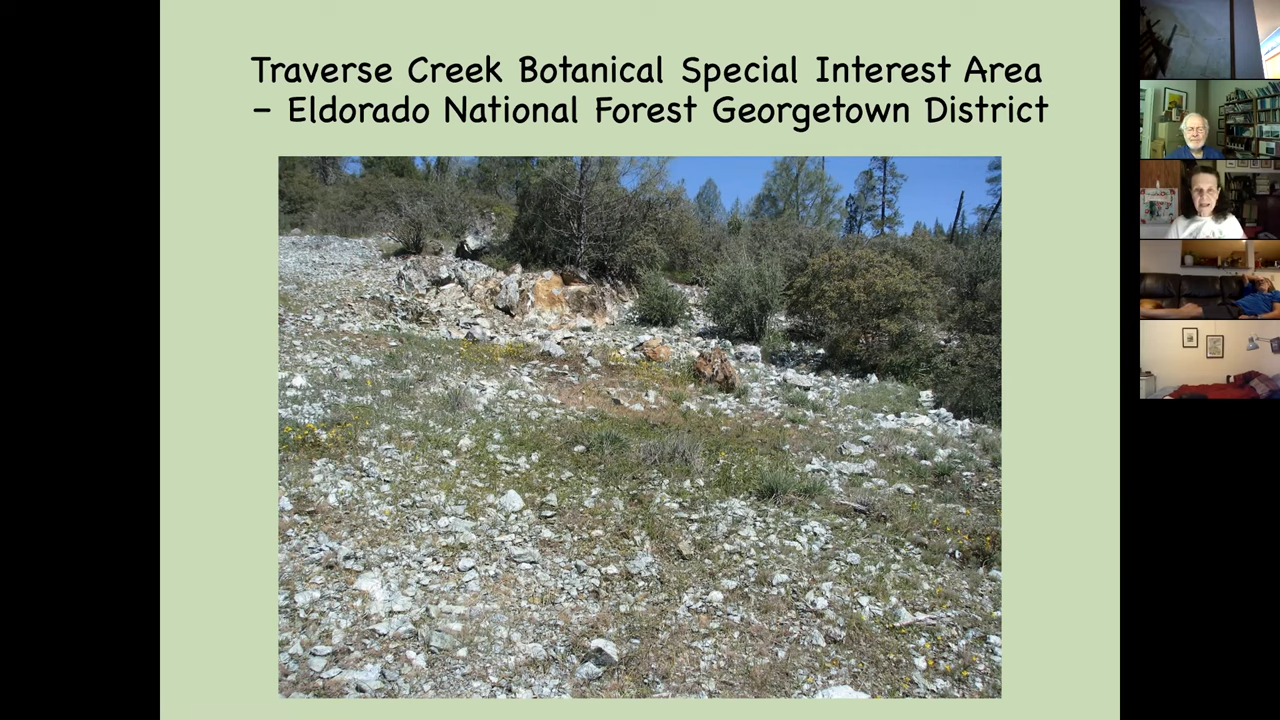 Traverse Creek Botanical Special Interest Area
– Eldorado National Forest Georgetown District